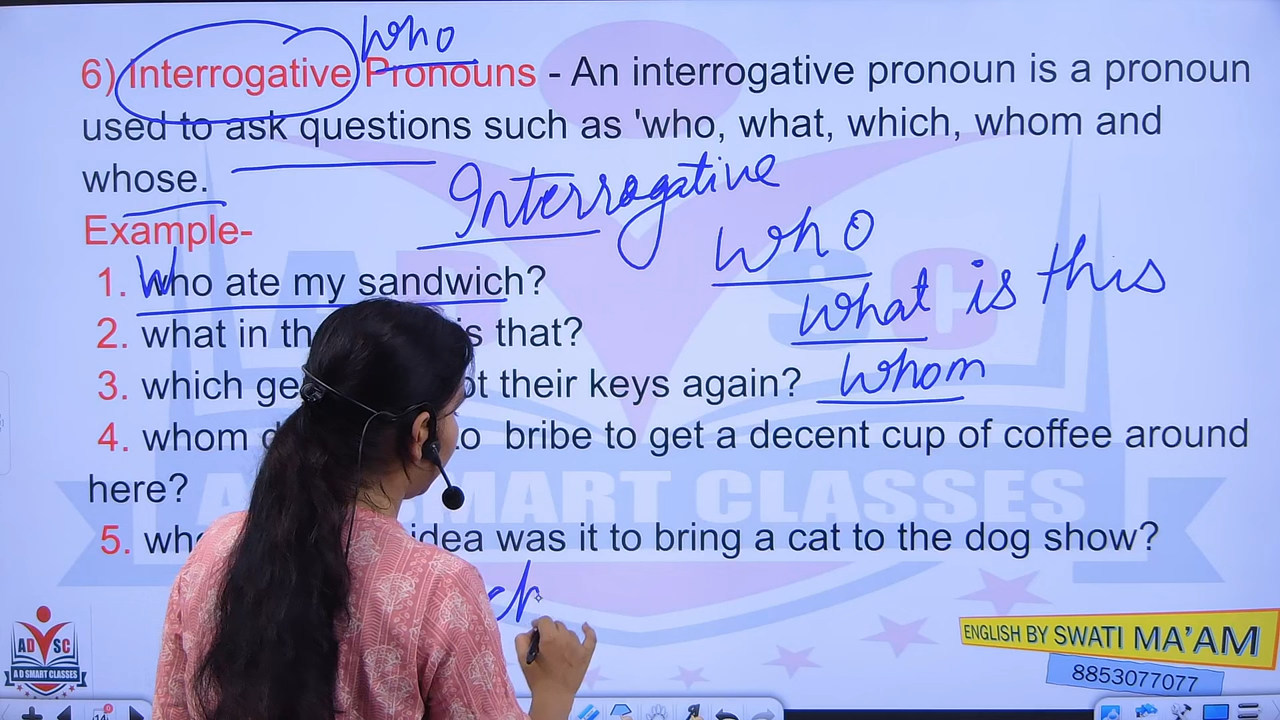 who
6) Interrogative Pronouns - An interrogative pronoun is a pronoun
used to ask questions such as 'who, what, which, whom and
whose.
Interrogative
Example-
who
1. Who ate my sandwich?
what is this
2. what in is that?
whom
3. which their keys again?
4. whom bribe to get a decent cup of coffee around
here?
AD SC
A D SMART CLASSES
5. idea was it to bring a cat to the dog show?
ch
AD SC
A D SMART CLASSES
ENGLISH BY SWATI MA'AM
8853077077